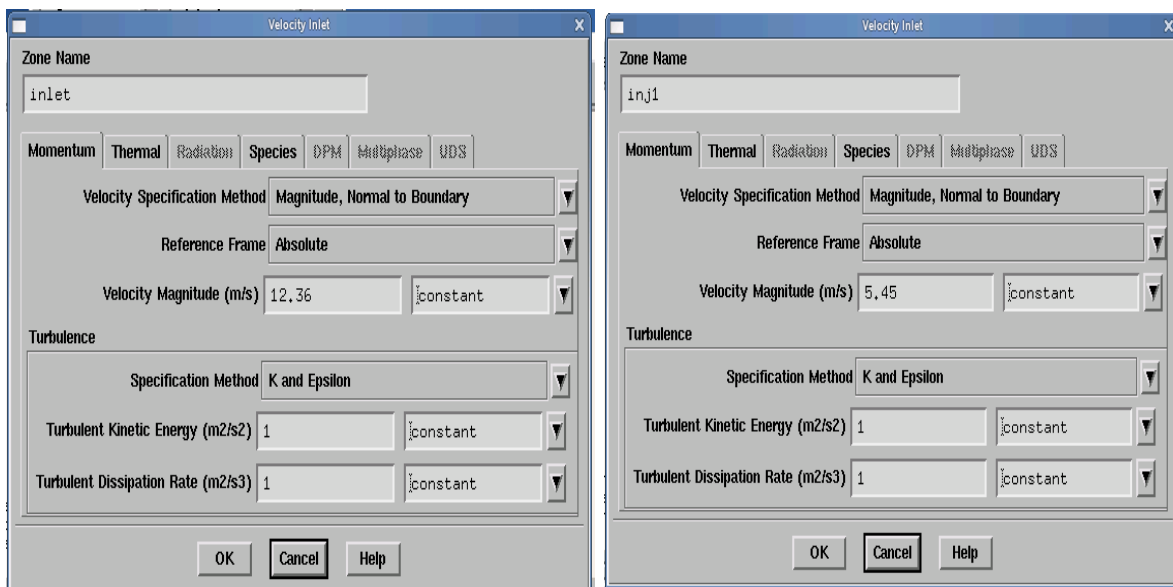 Velocity Inlet X
Zone Name
inlet
Momentum Thermal Radiation Species DPM Multiphase UDS
Velocity Specification Method Magnitude, Normal to Boundary
Reference Frame Absolute
Velocity Magnitude (m/s) 12.36 constant
Turbulence
Specification Method K and Epsilon
Turbulent Kinetic Energy (m2/s2) 1 constant
Turbulent Dissipation Rate (m2/s3) 1 constant
OK Cancel Help
Velocity Inlet X
Zone Name
inj1
Momentum Thermal Radiation Species DPM Multiphase UDS
Velocity Specification Method Magnitude, Normal to Boundary
Reference Frame Absolute
Velocity Magnitude (m/s) 5.45 constant
Turbulence
Specification Method K and Epsilon
Turbulent Kinetic Energy (m2/s2) 1 constant
Turbulent Dissipation Rate (m2/s3) 1 constant
OK Cancel Help